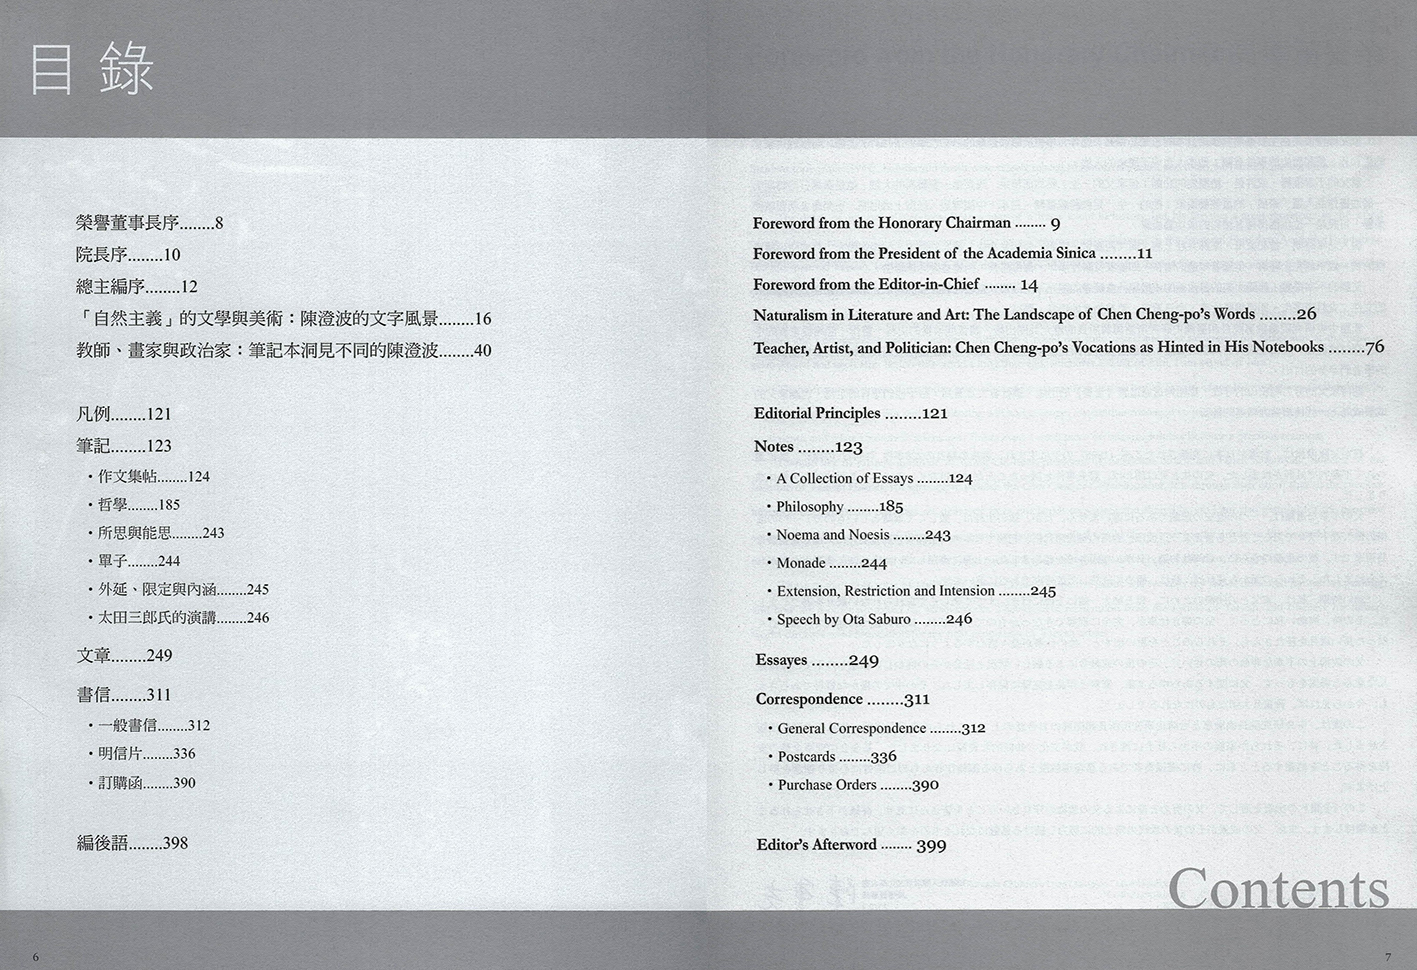 目錄
榮譽董事長序........8
院長序........10
總主編序........12
「自然主義」的文學與美術：陳澄波的文字風景........16
教師、畫家與政治家：筆記本洞見不同的陳澄波........40
凡例........121
筆記........123
・作文集帖........124
・哲學........185
・所思與能思........243
・單子........244
・外延、限定與內涵........245
・太田三郎氏的演講........246
文章........249
書信........311
・一般書信........312
・明信片........336
・訂購函........390
編後語........398
6
Foreword from the Honorary Chairman ........ 9
Foreword from the President of the Academia Sinica ........11
Foreword from the Editor-in-Chief ........ 14
Naturalism in Literature and Art: The Landscape of Chen Cheng-po's Words ........26
Teacher, Artist, and Politician: Chen Cheng-po's Vocations as Hinted in His Notebooks ........76
Editorial Principles ........121
Notes ........123
・A Collection of Essays ........124
・Philosophy ........185
・Noema and Noesis ........243
・Monade ........244
・Extension, Restriction and Intension ........245
・Speech by Ota Saburo ........246
Essayes ........249
Correspondence ........311
・General Correspondence ........312
・Postcards ........336
・Purchase Orders ........390
Editor's Afterword ........ 399
Contents
7